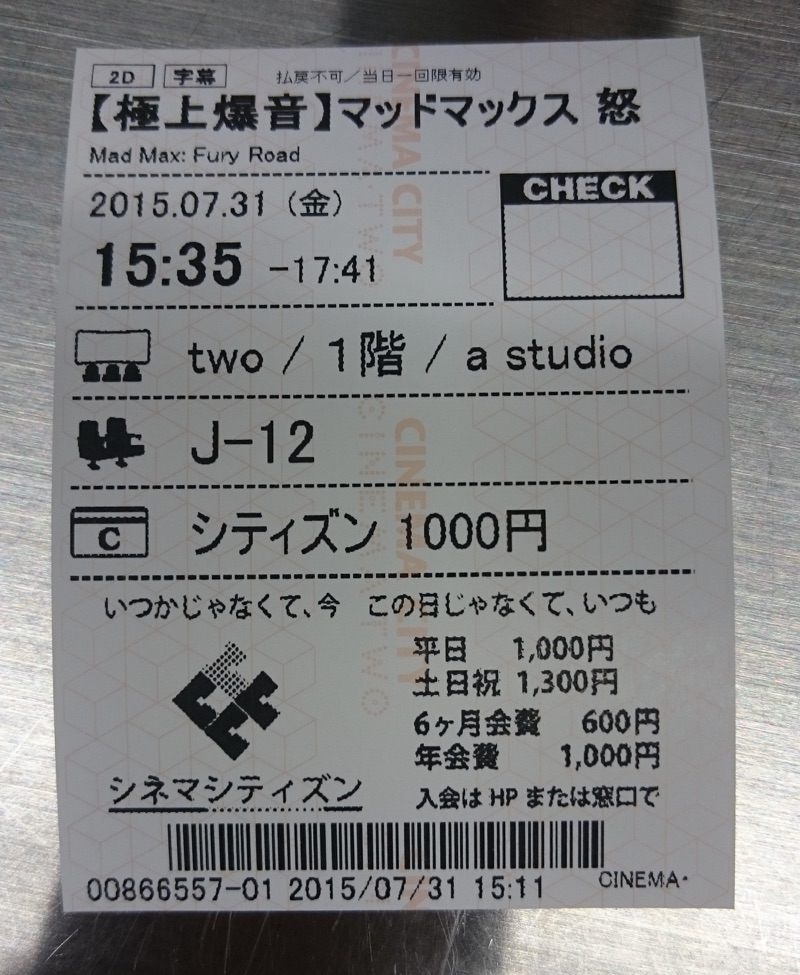 2D 字幕 払戻不可／当日一回限有効
【極上爆音】マッドマックス 怒
Mad Max: Fury Road
2015.07.31（金）
CHECK
15:35 -17:41
two / 1階 / a studio
J-12
C シティズン 1000円
いつかじゃなくて、今 この日じゃなくて、いつも
平日 1,000円
土日祝 1,300円
6ヶ月会費 600円
年会費 1,000円
シネマシティズン
入会は HP または窓口で
00866557-01 2015/07/31 15:11 CINEMA･
CINEMA CITY
CINEMA CITY
CINEMA TWO